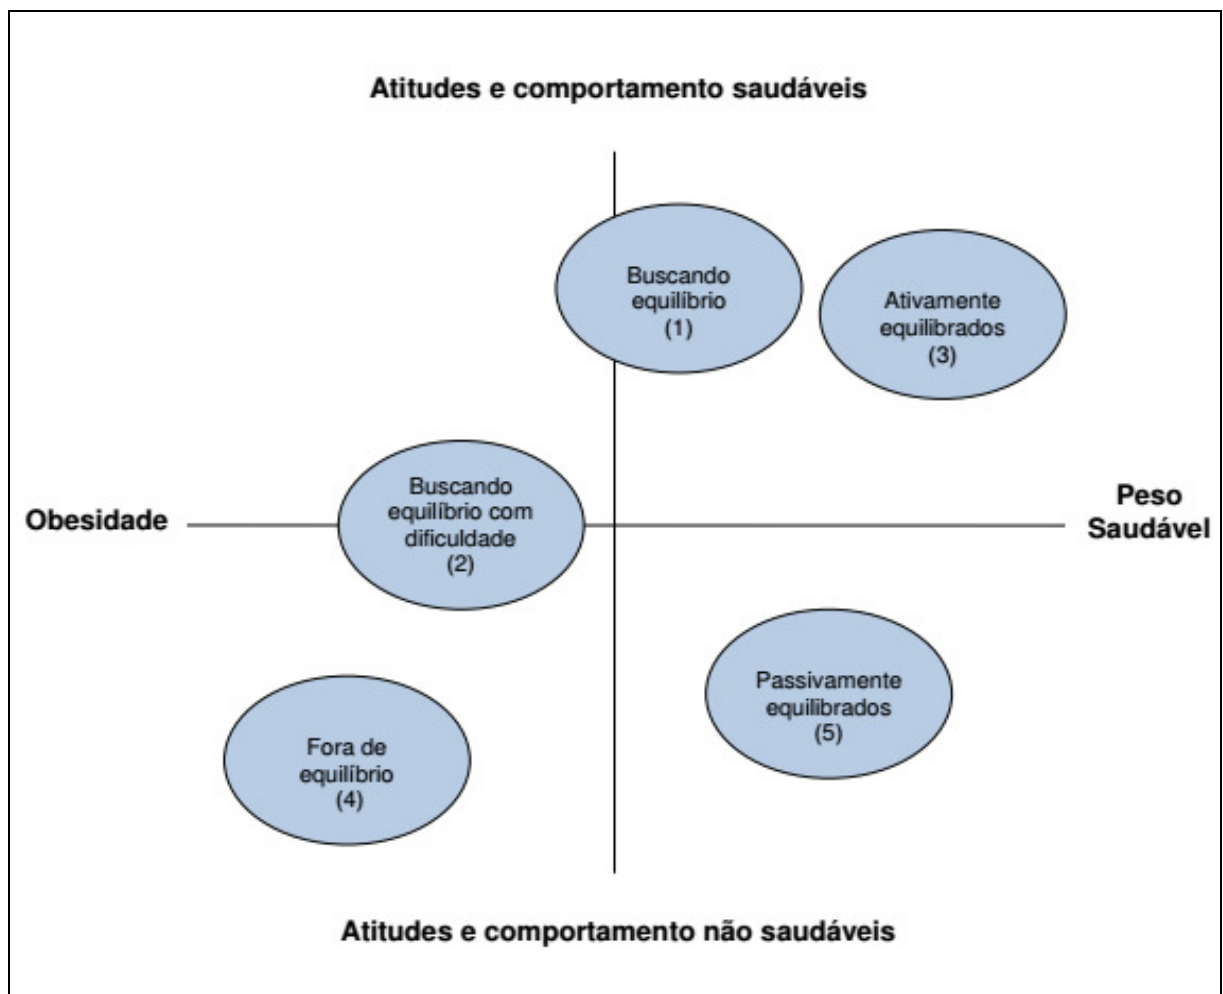 Atitudes e comportamento saudáveis
Buscando
equilíbrio
(1)
Ativamente
equilibrados
(3)
Buscando
equilíbrio com
dificuldade
(2)
Obesidade
Peso
Saudável
Passivamente
equilibrados
(5)
Fora de
equilíbrio
(4)
Atitudes e comportamento não saudáveis